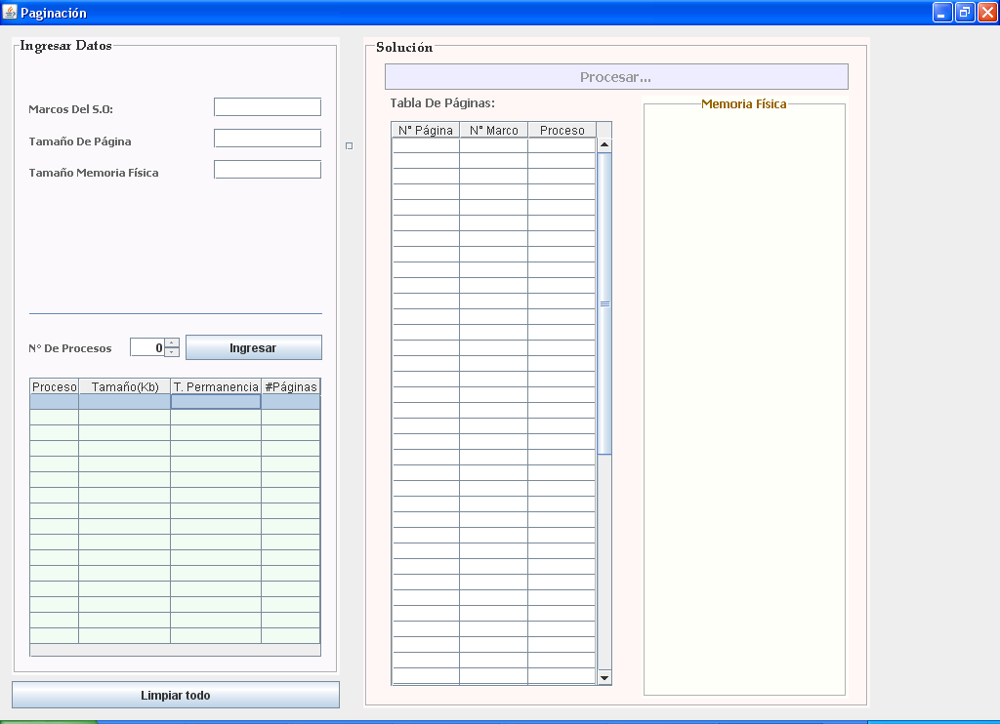 Paginación
Ingresar Datos
Marcos Del S.O:
Tamaño De Página
Tamaño Memoria Física
N° De Procesos 0 Ingresar
Proceso Tamaño(Kb) T. Permanencia #Páginas
Limpiar todo
Solución
Procesar...
Tabla De Páginas:
N° Página N° Marco Proceso
Memoria Física